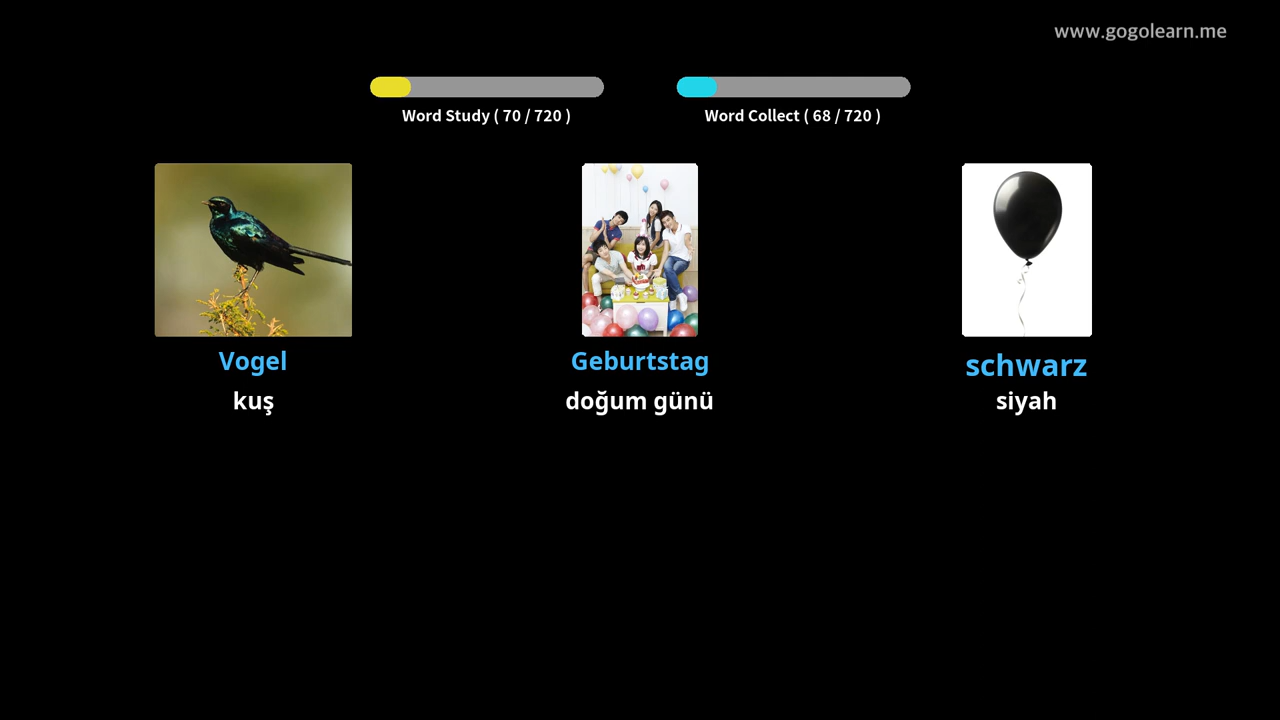 www.gogolearn.me
Word Study ( 70 / 720 )
Word Collect ( 68 / 720 )
Vogel
Geburtstag
schwarz
kuş
doğum günü
siyah